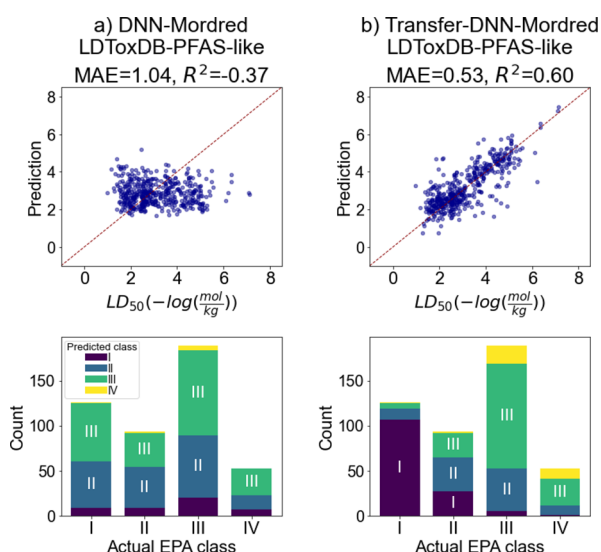 a) DNN-Mordred
LDToxDB-PFAS-like
MAE=1.04, R²=-0.37
8
6
4
2
0
Prediction
0 2 4 6 8
LD₅₀(−log(mol/kg))
b) Transfer-DNN-Mordred
LDToxDB-PFAS-like
MAE=0.53, R²=0.60
8
6
4
2
0
Prediction
0 2 4 6 8
LD₅₀(−log(mol/kg))
150
100
50
0
Count
Predicted class
I
II
III
IV
III
II
III
II
III
II
III
I II III IV
Actual EPA class
150
100
50
0
Count
I
III
II
I
III
II
III
I II III IV
Actual EPA class